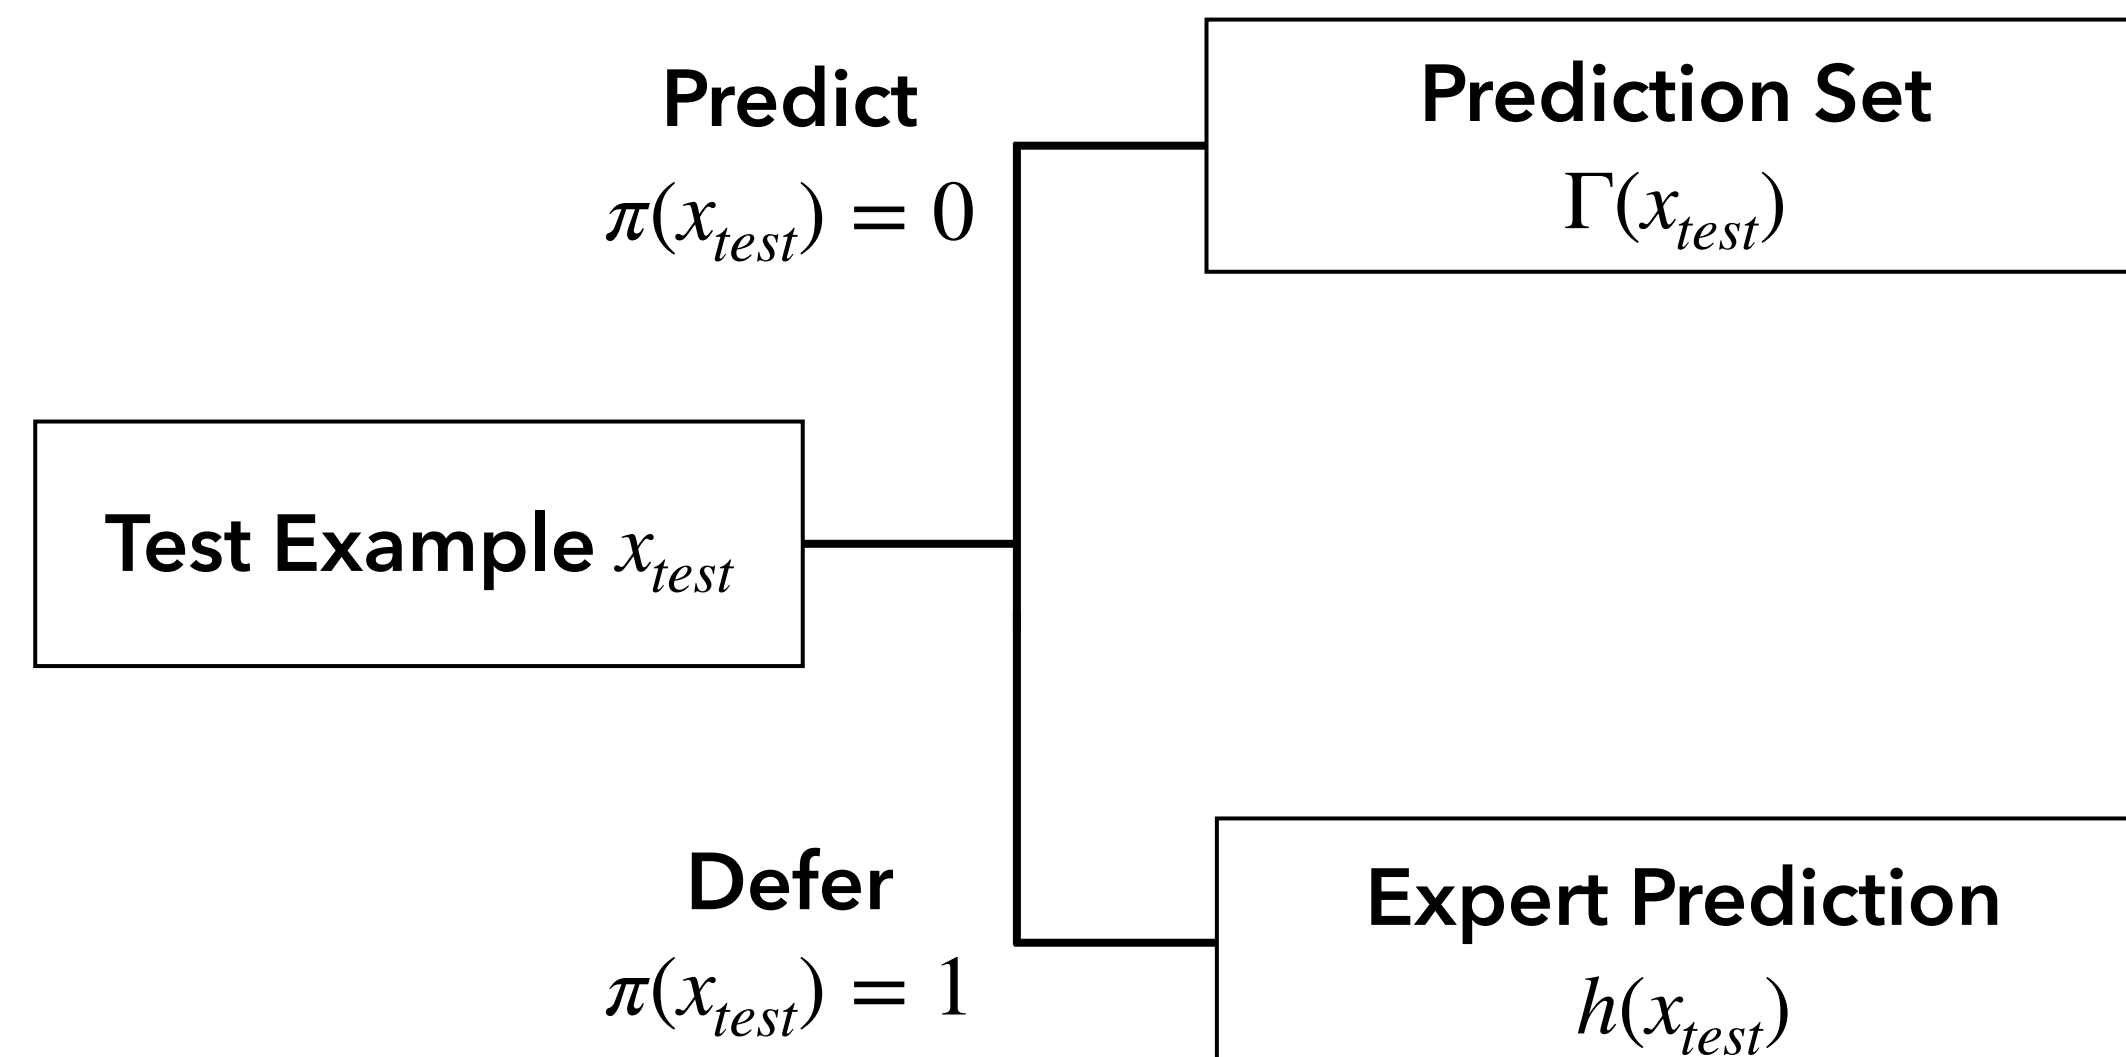 Predict
π(x_test) = 0
Prediction Set
Γ(x_test)
Test Example x_test
Defer
π(x_test) = 1
Expert Prediction
h(x_test)